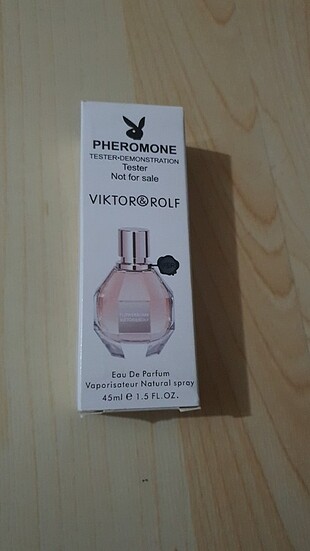 PHEROMONE
TESTER•DEMONSTRATION
Tester
Not for sale
VIKTOR&ROLF
Eau De Parfum
Vaporisateur Natural spray
45ml e 1.5 FL.OZ.